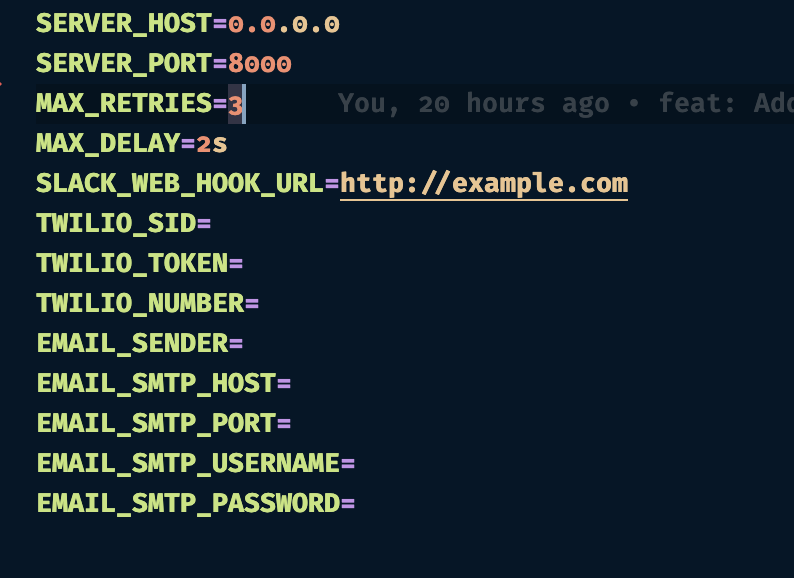 SERVER_HOST=0.0.0.0
SERVER_PORT=8000
MAX_RETRIES=3 You, 20 hours ago • feat: Add
MAX_DELAY=2s
SLACK_WEB_HOOK_URL=http://example.com
TWILIO_SID=
TWILIO_TOKEN=
TWILIO_NUMBER=
EMAIL_SENDER=
EMAIL_SMTP_HOST=
EMAIL_SMTP_PORT=
EMAIL_SMTP_USERNAME=
EMAIL_SMTP_PASSWORD=